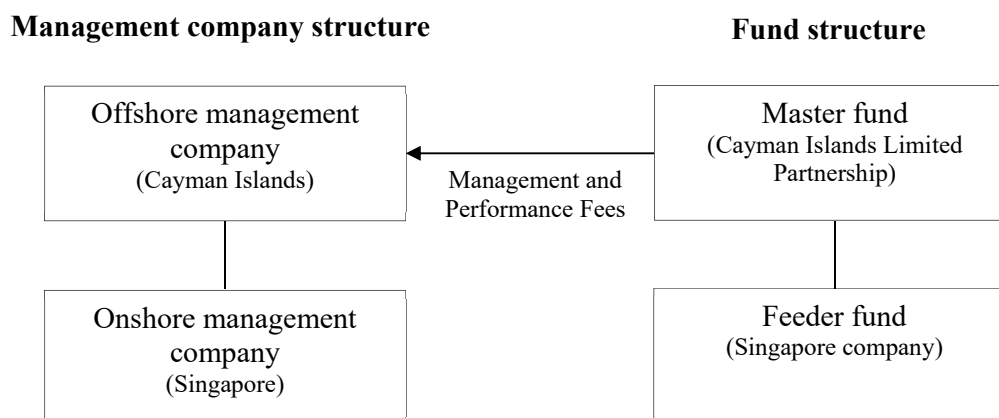 Management company structure
Fund structure
Offshore management
company
(Cayman Islands)
Management and
Performance Fees
Master fund
(Cayman Islands Limited
Partnership)
Onshore management
company
(Singapore)
Feeder fund
(Singapore company)